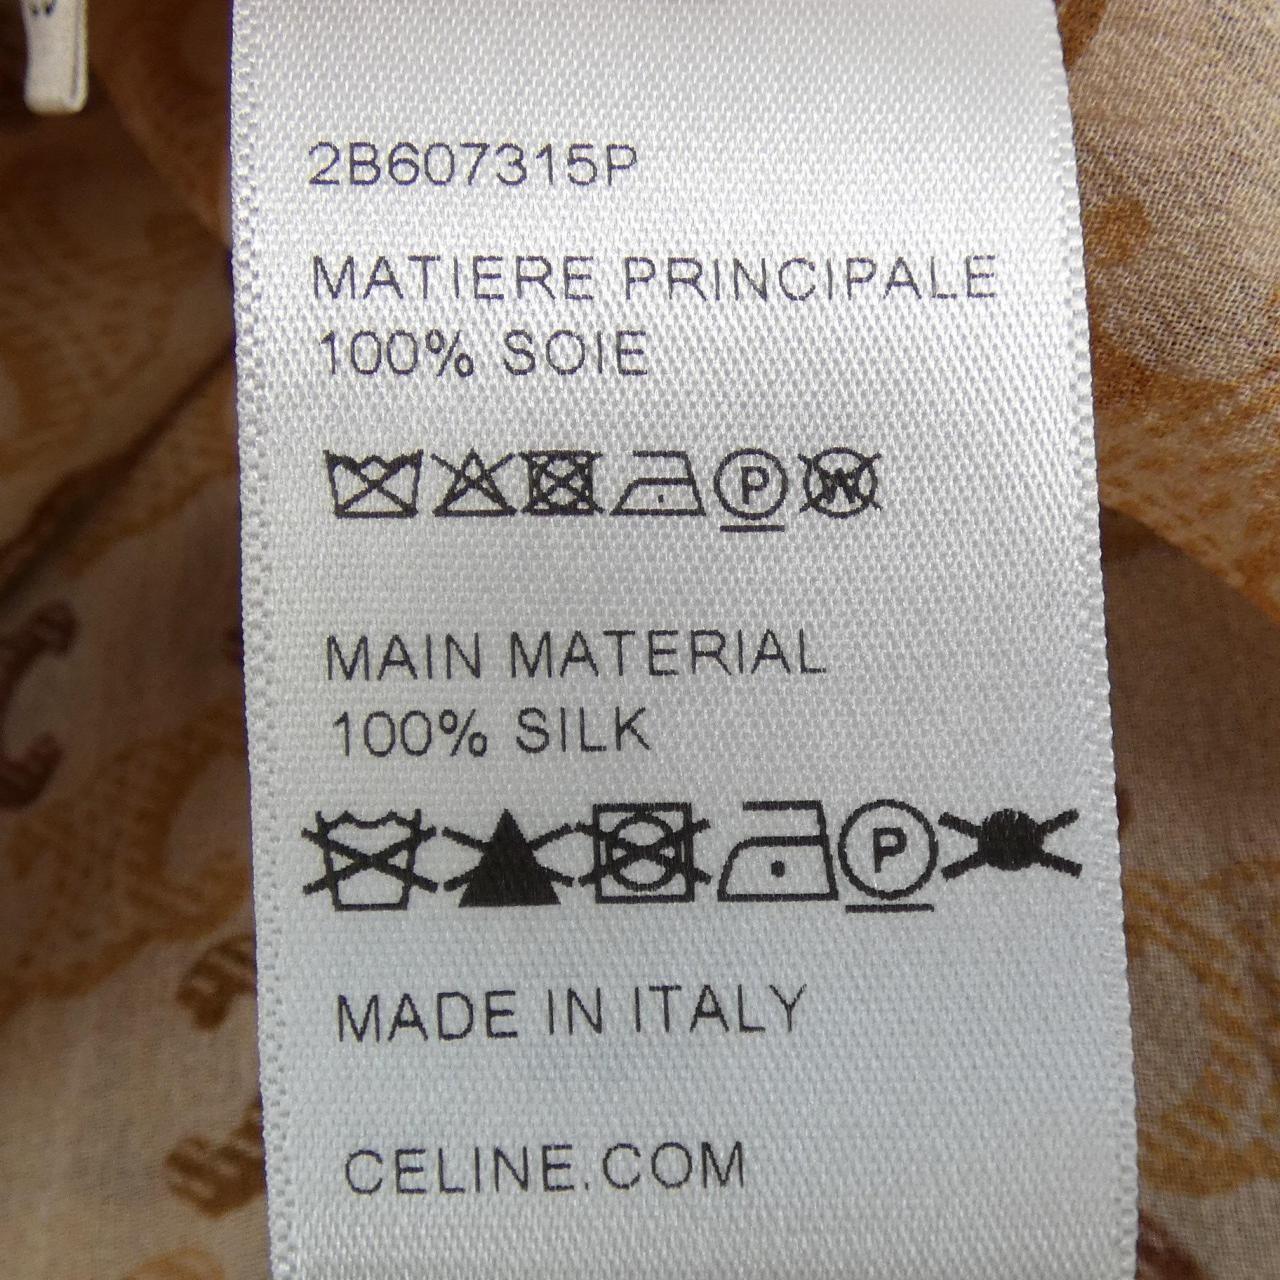 2B607315P
MATIERE PRINCIPALE
100% SOIE
P W
MAIN MATERIAL
100% SILK
P
MADE IN ITALY
CELINE.COM